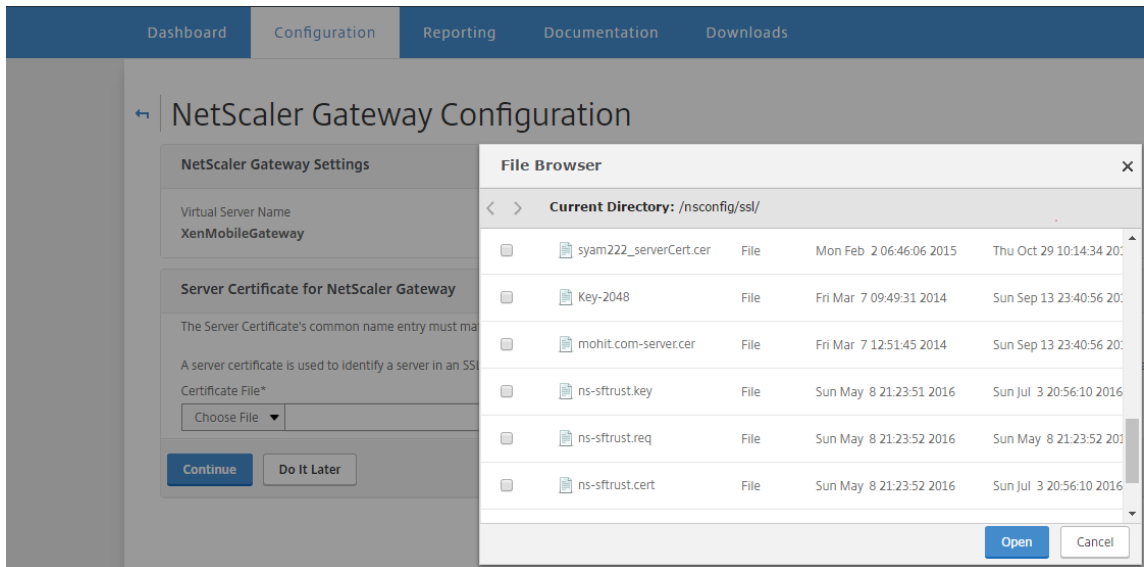 Dashboard Configuration Reporting Documentation Downloads
NetScaler Gateway Configuration
NetScaler Gateway Settings
Virtual Server Name
XenMobileGateway
Server Certificate for NetScaler Gateway
The Server Certificate's common name entry must
A server certificate is used to identify a server in an SSL
Certificate File*
Choose File
Continue Do It Later
File Browser
Current Directory: /nsconfig/ssl/
syam222_serverCert.cer File Mon Feb 2 06:46:06 2015 Thu Oct 29 10:14:34
Key-2048 File Fri Mar 7 09:49:31 2014 Sun Sep 13 23:40:56
mohit.com-server.cer File Fri Mar 7 12:51:45 2014 Sun Sep 13 23:40:56
ns-sftrust.key File Sun May 8 21:23:51 2016 Sun Jul 3 20:56:10 2016
ns-sftrust.req File Sun May 8 21:23:52 2016 Sun May 8 21:23:52
ns-sftrust.cert File Sun May 8 21:23:52 2016 Sun Jul 3 20:56:10 2016
Open Cancel